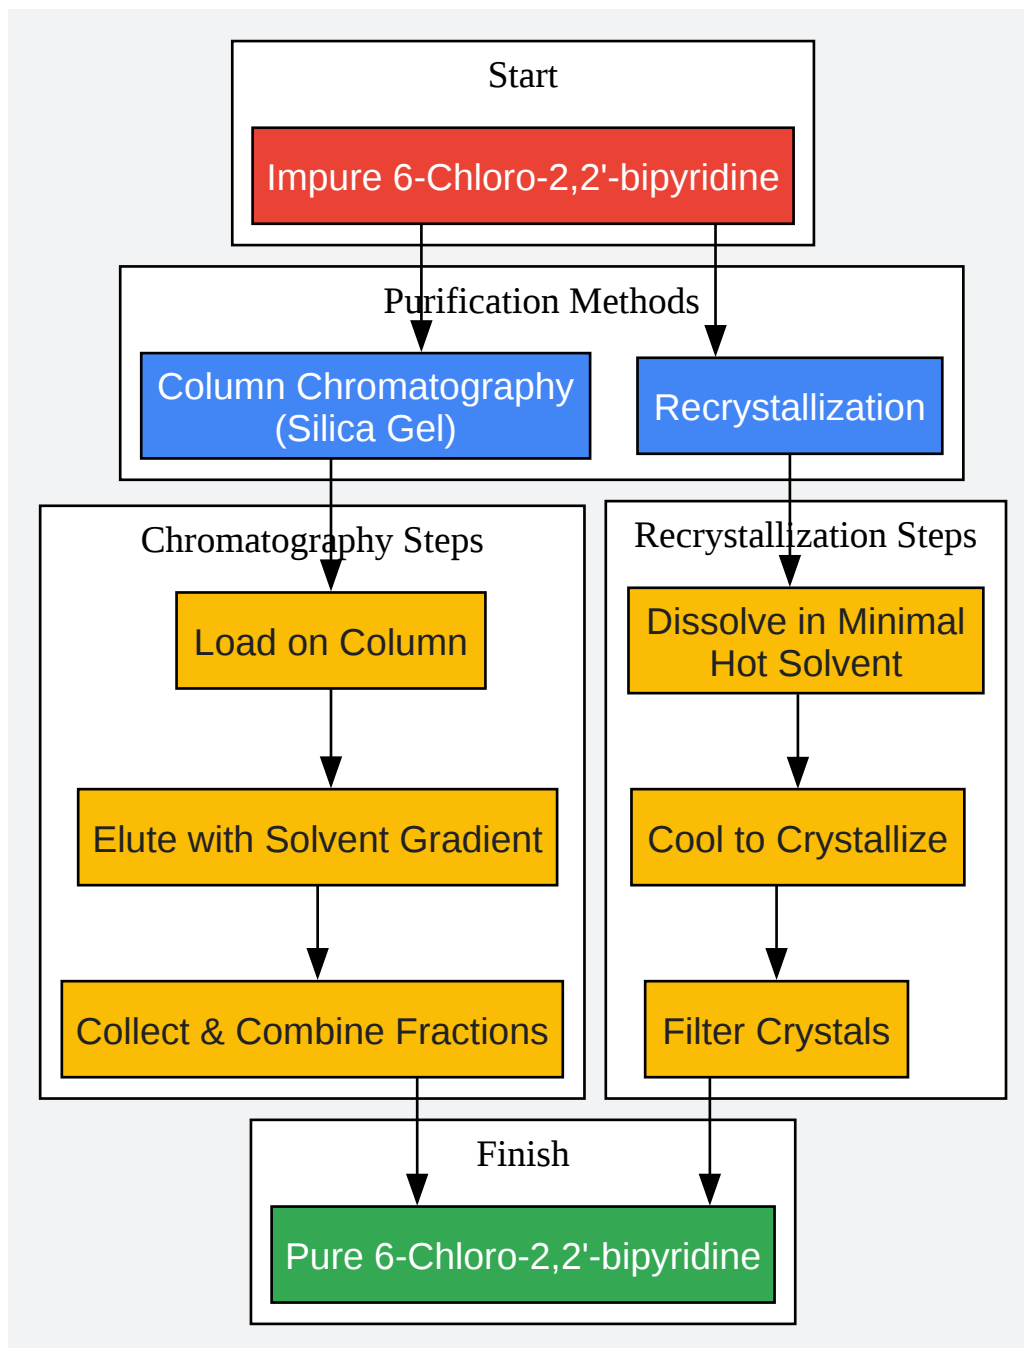 Start
Impure 6-Chloro-2,2'-bipyridine
Purification Methods
Column Chromatography
(Silica Gel)
Recrystallization
Chromatography Steps
Load on Column
Elute with Solvent Gradient
Collect & Combine Fractions
Recrystallization Steps
Dissolve in Minimal
Hot Solvent
Cool to Crystallize
Filter Crystals
Finish
Pure 6-Chloro-2,2'-bipyridine